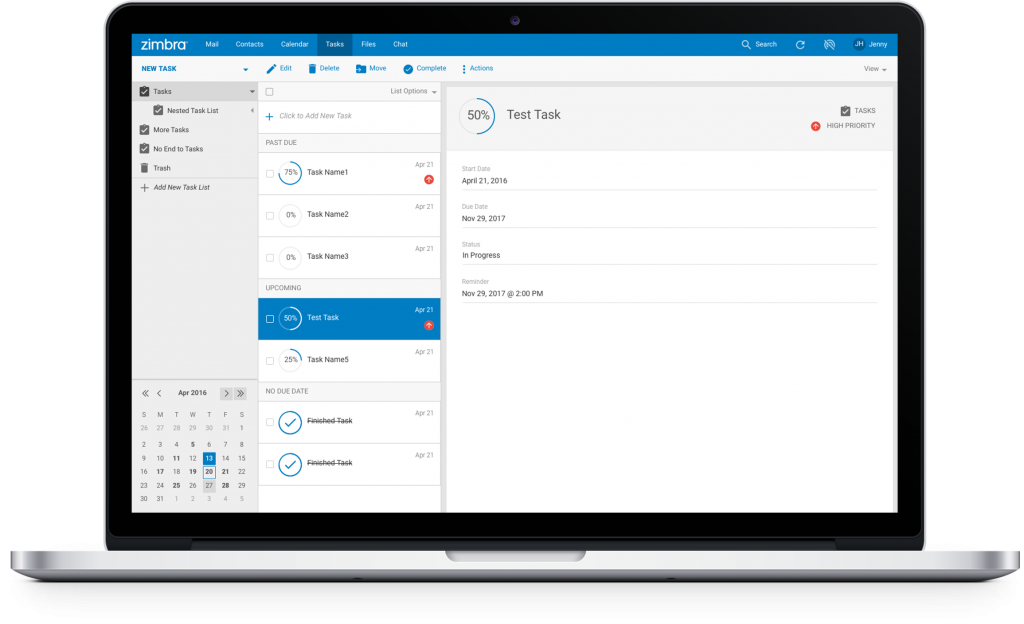 zimbra Mail Contacts Calendar Tasks Files Chat Search JH Jenny
NEW TASK Edit Delete Move Complete Actions View
Tasks
Nested Task List
More Tasks
No End to Tasks
Trash
Add New Task List
Apr 2016
S M T W T F S
26 27 28 29 30 31 1
2 3 4 5 6 7 8
9 10 11 12 13 14 15
16 17 18 19 20 21 22
23 24 25 26 27 28 29
30 31 1 2 3 4 5
List Options
Click to Add New Task
PAST DUE
75% Task Name1 Apr 21
0% Task Name2 Apr 21
0% Task Name3 Apr 21
UPCOMING
50% Test Task Apr 21
25% Task Name5 Apr 21
NO DUE DATE
Finished Task Apr 21
Finished Task Apr 21
50% Test Task
TASKS
HIGH PRIORITY
Start Date
April 21, 2016
Due Date
Nov 29, 2017
Status
In Progress
Reminder
Nov 29, 2017 @ 2:00 PM